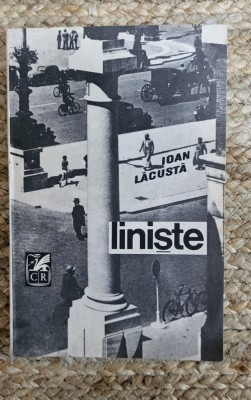 IOAN
LĂCUSTĂ
liniște
CR